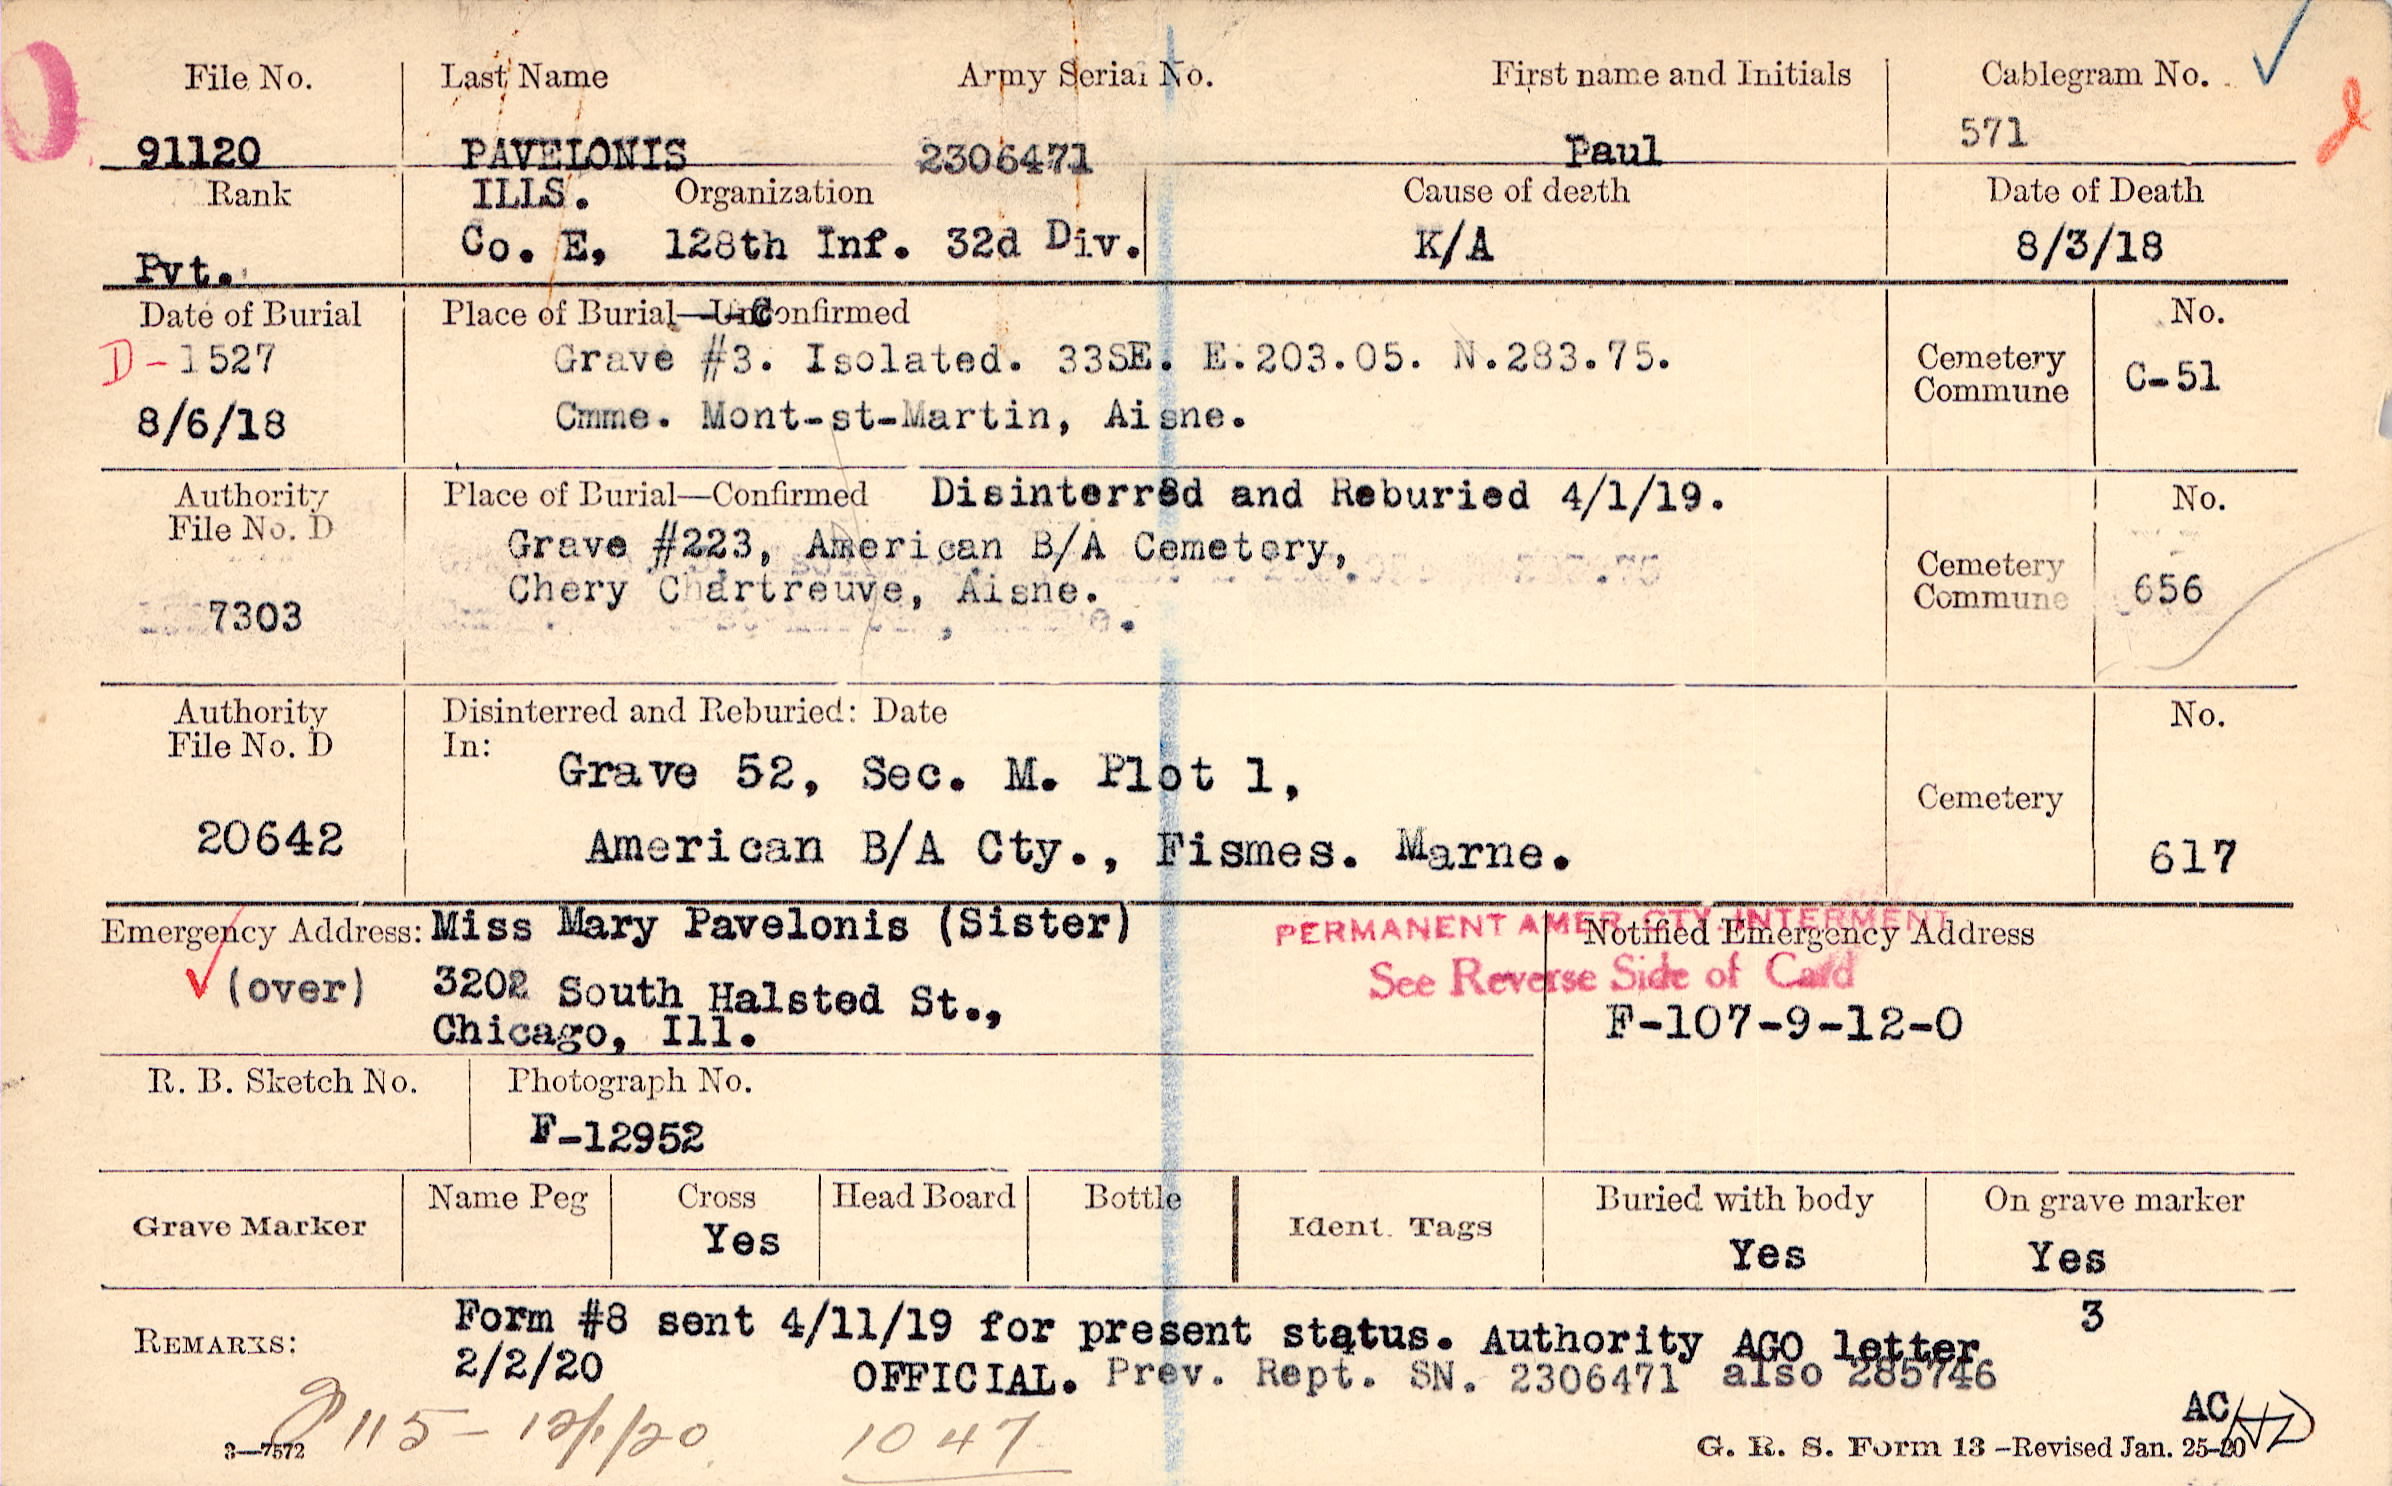 File No. Last Name Army Serial No. First name and Initials Cablegram No.
91120 PAVELONIS 2306471 Paul 571
Rank ILLS. Organization Cause of death Date of Death
Pvt. Co. E, 128th Inf. 32d Div. K/A 8/3/18
Date of Burial Place of Burial—Confirmed No.
D-1527 Grave #3. Isolated. 33SE. E.203.05. N.283.75. Cemetery
Commune C-51
8/6/18 Cmme. Mont-st-Martin, Aisne.
Authority Place of Burial—Confirmed Disinterred and Reburied 4/1/19. No.
File No. D Grave #223, American B/A Cemetery, Cemetery
7303 Chery Chartreuve, Aisne. Commune 656
Authority Disinterred and Reburied: Date No.
File No. D In: Grave 52, Sec. M. Plot 1, Cemetery
20642 American B/A Cty., Fismes. Marne. 617
Emergency Address: Miss Mary Pavelonis (Sister) PERMANENT AMER. CTY. INTERMENT Notified Emergency Address
(over) 3202 South Halsted St., See Reverse Side of Card
Chicago, Ill. F-107-9-12-0
R. B. Sketch No. Photograph No.
F-12952
Grave Marker Name Peg Cross Head Board Bottle Ident. Tags Buried with body On grave marker
Yes Yes Yes
REMARKS: Form #8 sent 4/11/19 for present status. Authority AGO letter 3
2/2/20 OFFICIAL. Prev. Rept. SN. 2306471 also 285746
115-12/1/20 1047 AC
3—7572 G. R. S. Form 13 -Revised Jan. 25-20